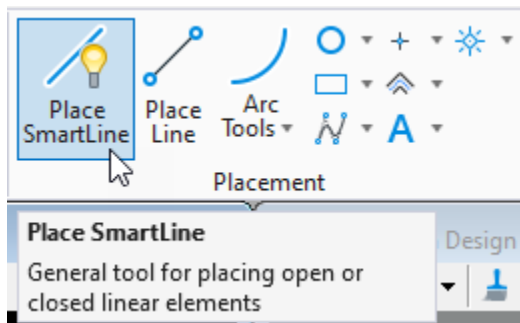 Place
SmartLine
Place
Line
Arc
Tools
A
Placement
Place SmartLine
General tool for placing open or
closed linear elements
Design